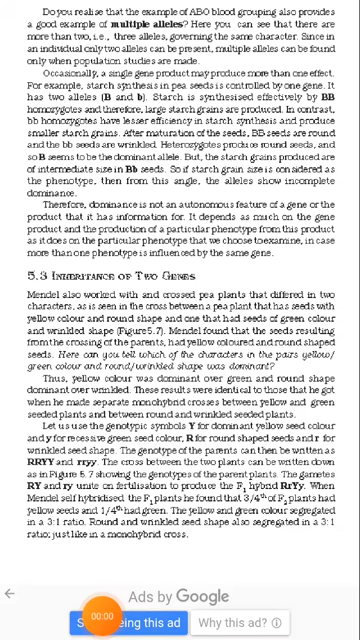 Do you realise that the example of ABO blood grouping also provides
a good example of multiple alleles? Here you can see that there are
more than two, i.e., three alleles, governing the same character. Since in
an individual only two alleles can be present, multiple alleles can be found
only when population studies are made.
Occasionally, a single gene product may produce more than one effect.
For example, starch synthesis in pea seeds is controlled by one gene. It
has two alleles (B and b). Starch is synthesised effectively by BB
homozygotes and therefore, large starch grains are produced. In contrast,
bb homozygotes have lesser efficiency in starch synthesis and produce
smaller starch grains. After maturation of the seeds, BB seeds are round
and the bb seeds are wrinkled. Heterozygotes produce round seeds, and
so B seems to be the dominant allele. But, the starch grains produced are
of intermediate size in Bb seeds. So if starch grain size is considered as
the phenotype, then from this angle, the alleles show incomplete
dominance.
Therefore, dominance is not an autonomous feature of a gene or the
product that it has information for. It depends as much on the gene
product and the production of a particular phenotype from this product
as it does on the particular phenotype that we choose to examine, in case
more than one phenotype is influenced by the same gene.
5.3 INHERITANCE OF TWO GENES
Mendel also worked with and crossed pea plants that differed in two
characters, as is seen in the cross between a pea plant that has seeds with
yellow colour and round shape and one that had seeds of green colour
and wrinkled shape (Figure 5.7). Mendel found that the seeds resulting
from the crossing of the parents, had yellow coloured and round shaped
seeds. Here can you tell which of the characters in the pairs yellow/
green colour and round/wrinkled shape was dominant?
Thus, yellow colour was dominant over green and round shape
dominant over wrinkled. These results were identical to those that he got
when he made separate monohybrid crosses between yellow and green
seeded plants and between round and wrinkled seeded plants.
Let us use the genotypic symbols Y for dominant yellow seed colour
and y for recessive green seed colour, R for round shaped seeds and r for
wrinkled seed shape. The genotype of the parents can then be written as
RRYY and rryy. The cross between the two plants can be written down
as in Figure 5.7 showing the genotypes of the parent plants. The gametes
RY and ry unite on fertilisation to produce the F1 hybrid RrYy. When
Mendel self hybridised the F1 plants he found that 3/4th of F2 plants had
yellow seeds and 1/4th had green. The yellow and green colour segregated
in a 3:1 ratio. Round and wrinkled seed shape also segregated in a 3:1
ratio; just like in a monohybrid cross.
Ads by Google
00:00 this ad
Why this ad?